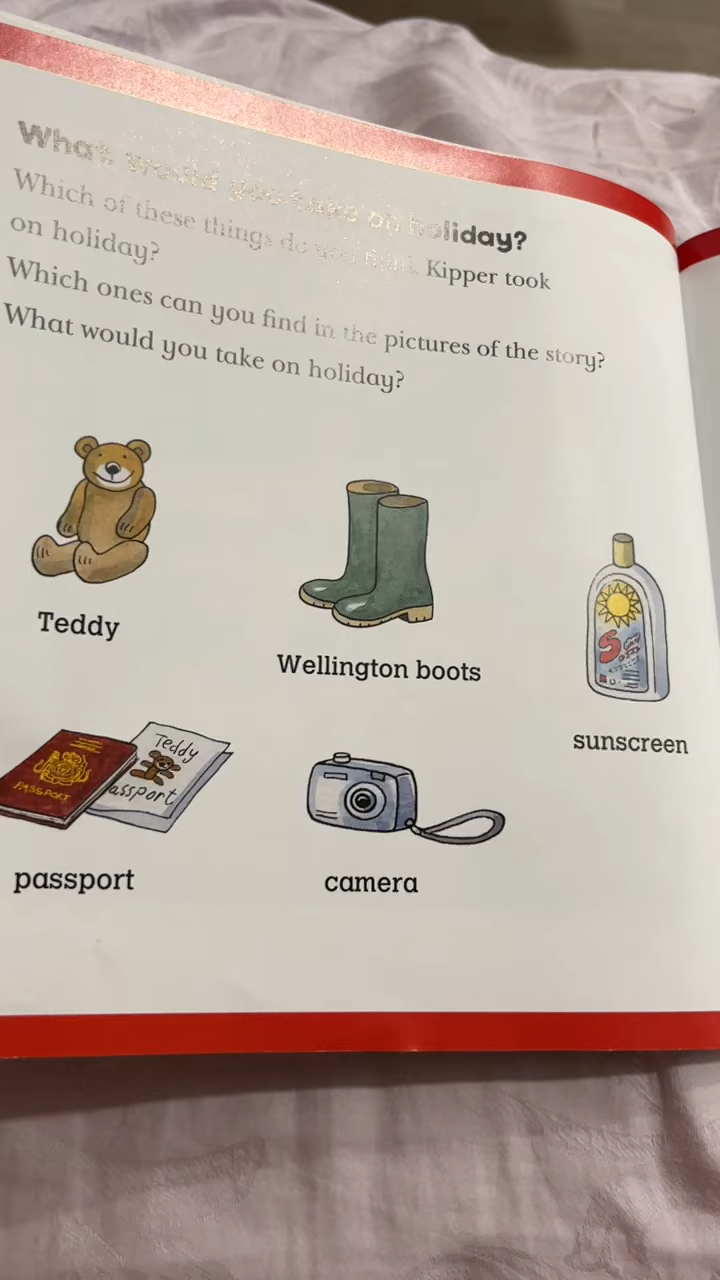 What would you take on holiday?
Which of these things do you think Kipper took
on holiday?
Which ones can you find in the pictures of the story?
What would you take on holiday?
Teddy
Wellington boots
S
sunscreen
PASSPORT
Teddy
assport
passport
camera